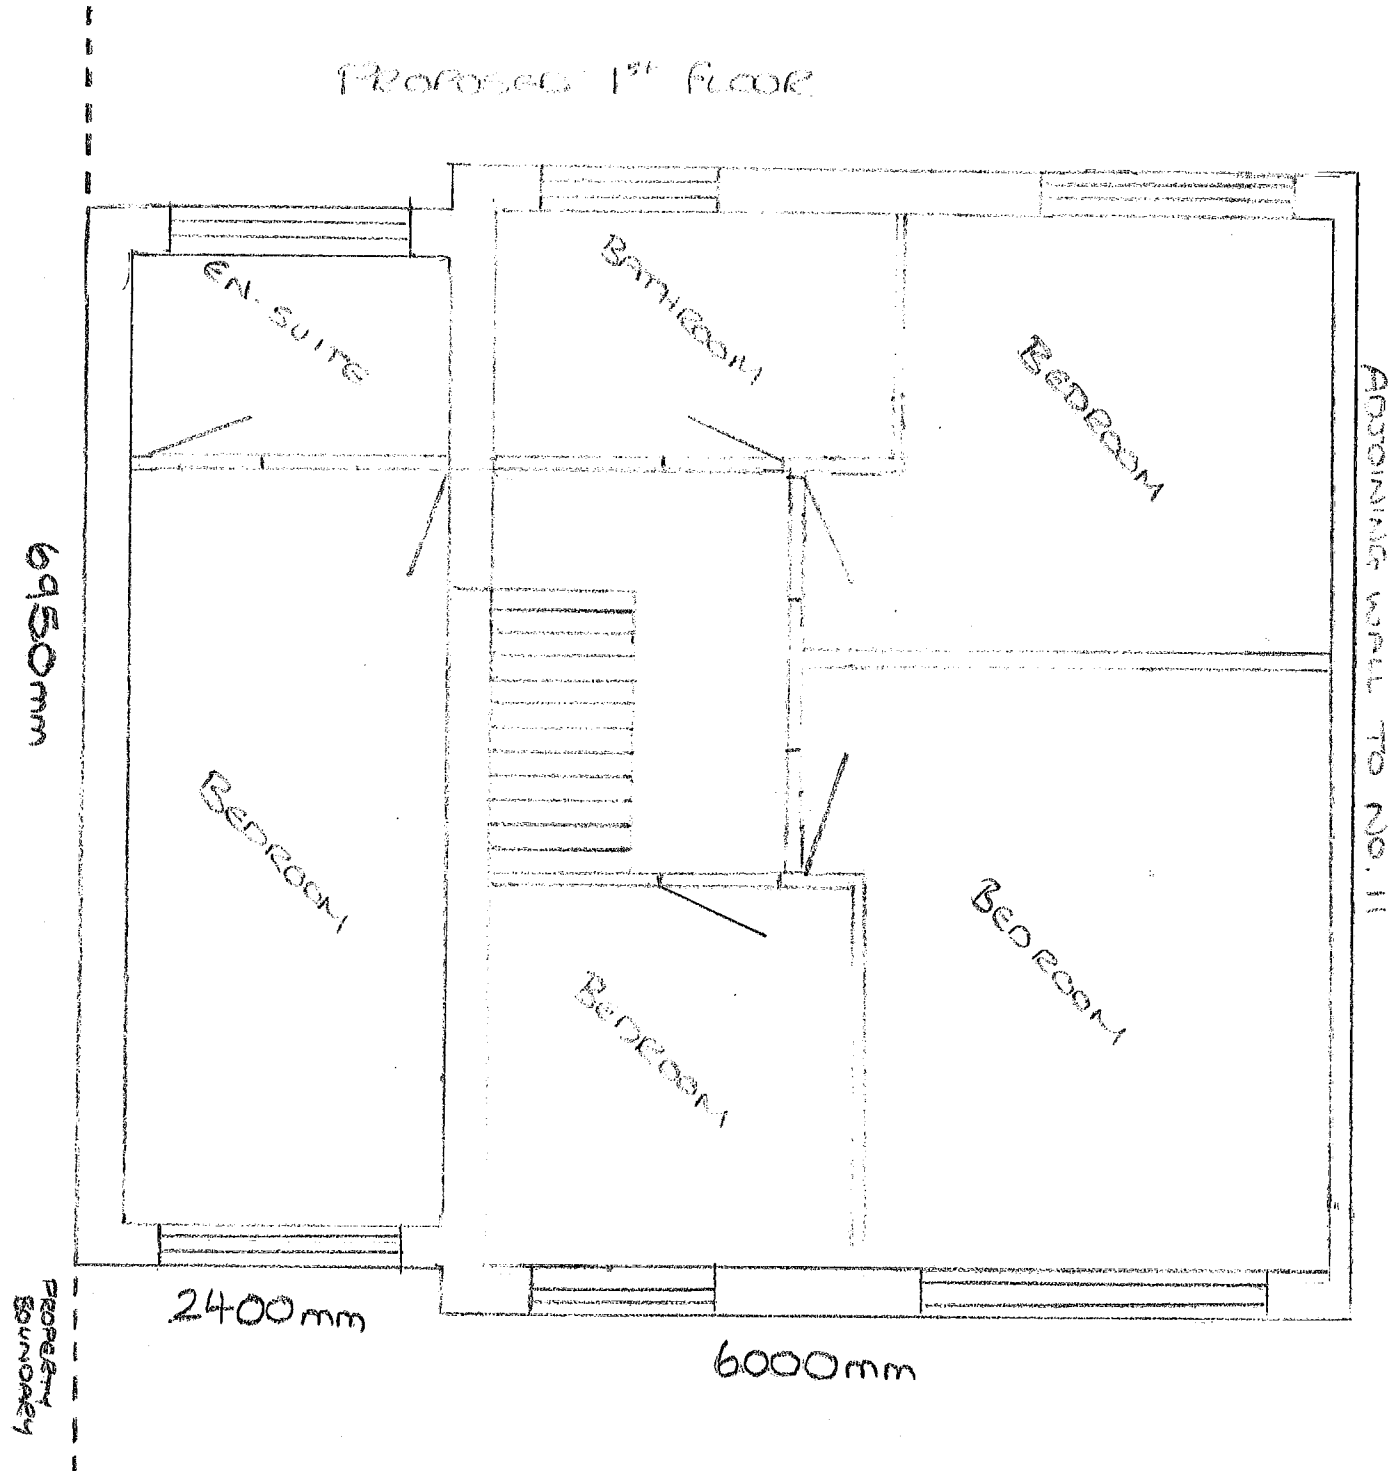 PROPOSED 1st FLOOR
EN-SUITE
BATHROOM
BEDROOM
ADJOINING WALL TO NO. 11
6950mm
BEDROOM
BEDROOM
BEDROOM
2400mm
6000mm
PROPERTY
BOUNDARY